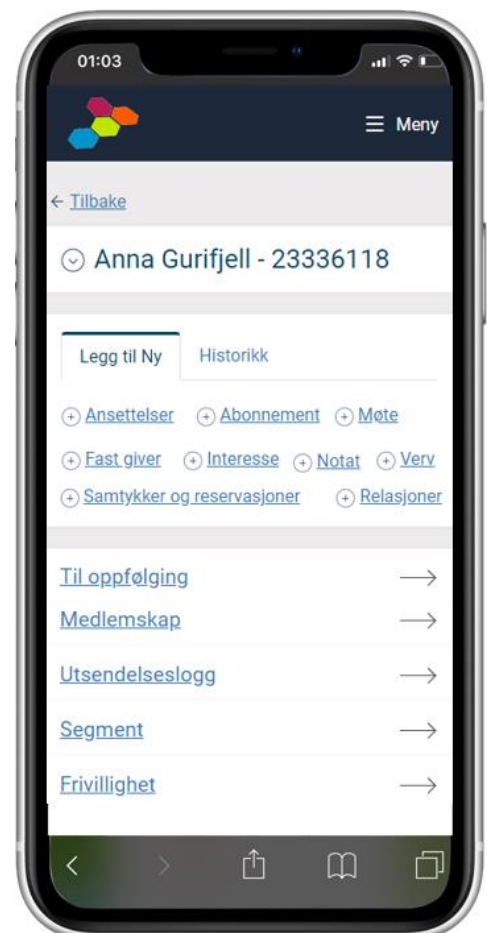 01:03
Meny
← Tilbake
Anna Gurifjell - 23336118
Legg til Ny Historikk
Ansettelser Abonnement Møte
Fast giver Interesse Notat Verv
Samtykker og reservasjoner Relasjoner
Til oppfølging
Medlemskap
Utsendelseslogg
Segment
Frivillighet